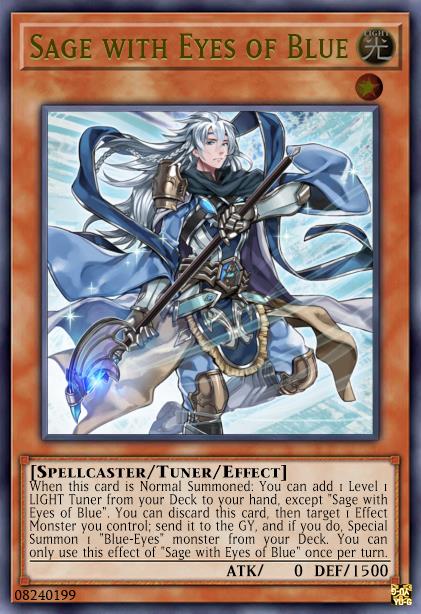 SAGE WITH EYES OF BLUE
LIGHT
光
[SPELLCASTER/TUNER/EFFECT]
When this card is Normal Summoned: You can add 1 Level 1
LIGHT Tuner from your Deck to your hand, except "Sage with
Eyes of Blue". You can discard this card, then target 1 Effect
Monster you control; send it to the GY, and if you do, Special
Summon 1 "Blue-Eyes" monster from your Deck. You can
only use this effect of "Sage with Eyes of Blue" once per turn.
ATK/ 0 DEF/1500
08240199